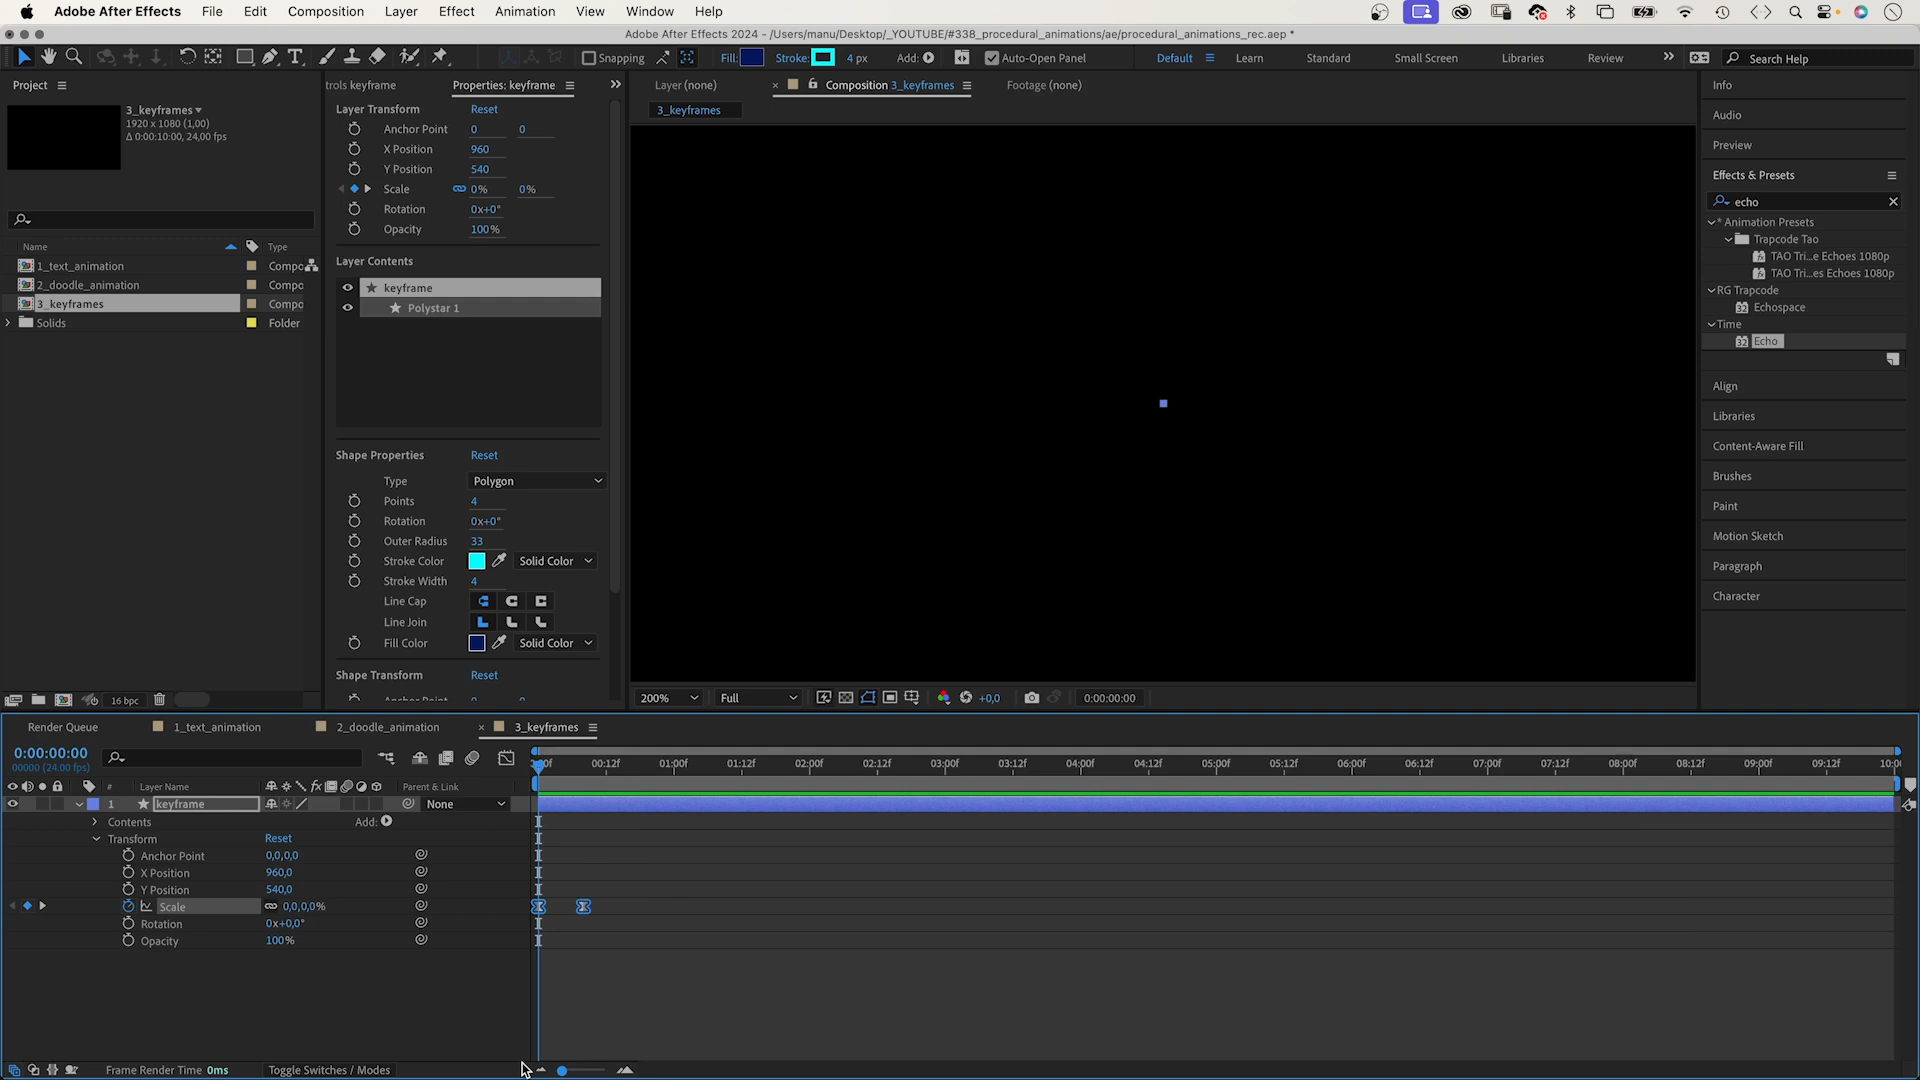 Adobe After Effects File Edit Composition Layer Effect Animation View Window Help
Adobe After Effects 2024 - /Users/manu/Desktop/_YOUTUBE/#338_procedural_animations/ae/procedural_animations_rec.aep *
Snapping Fill: Stroke: 4 px Add: Auto-Open Panel Default Learn Standard Small Screen Libraries Review Search Help
Project
3_keyframes
1920 x 1080 (1,00)
Δ 0:00:10:00, 24,00 fps
Name Type
1_text_animation Compo
2_doodle_animation Compo
3_keyframes Compo
Solids Folder
16 bpc
trols keyframe Properties: keyframe
Layer Transform Reset
Anchor Point 0 0
X Position 960
Y Position 540
Scale 0% 0%
Rotation 0x+0°
Opacity 100%
Layer Contents
keyframe
Polystar 1
Shape Properties Reset
Type Polygon
Points 4
Rotation 0x+0°
Outer Radius 33
Stroke Color Solid Color
Stroke Width 4
Line Cap
Line Join
Fill Color Solid Color
Shape Transform Reset
Layer (none) Composition 3_keyframes Footage (none)
3_keyframes
200% Full +0,0 0:00:00:00
Info
Audio
Preview
Effects & Presets
echo
* Animation Presets
Trapcode Tao
TAO Tri...e Echoes 1080p
TAO Tri...es Echoes 1080p
RG Trapcode
Echospace
Time
Echo
Align
Libraries
Content-Aware Fill
Brushes
Paint
Motion Sketch
Paragraph
Character
Render Queue 1_text_animation 2_doodle_animation 3_keyframes
0:00:00:00
00000 (24.00 fps)
00f 00:12f 01:00f 01:12f 02:00f 02:12f 03:00f 03:12f 04:00f 04:12f 05:00f 05:12f 06:00f 06:12f 07:00f 07:12f 08:00f 08:12f 09:00f 09:12f 10:0
# Layer Name fx Parent & Link
1 keyframe None
Contents Add:
Transform Reset
Anchor Point 0,0,0,0
X Position 960,0
Y Position 540,0
Scale 0,0,0,0%
Rotation 0x+0,0°
Opacity 100%
Frame Render Time 0ms Toggle Switches / Modes